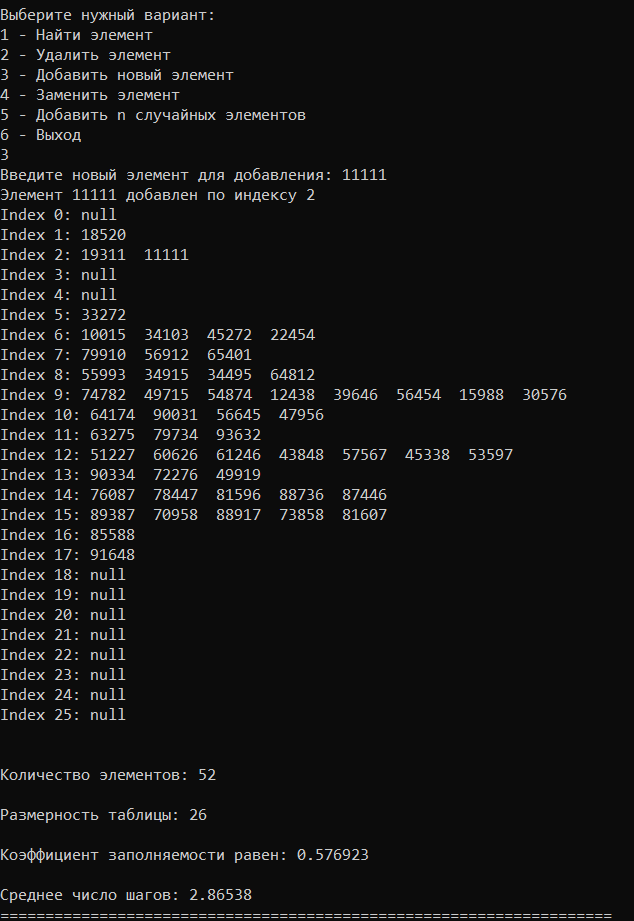 Выберите нужный вариант:
1 - Найти элемент
2 - Удалить элемент
3 - Добавить новый элемент
4 - Заменить элемент
5 - Добавить n случайных элементов
6 - Выход
3
Введите новый элемент для добавления: 11111
Элемент 11111 добавлен по индексу 2
Index 0: null
Index 1: 18520
Index 2: 19311  11111
Index 3: null
Index 4: null
Index 5: 33272
Index 6: 10015  34103  45272  22454
Index 7: 79910  56912  65401
Index 8: 55993  34915  34495  64812
Index 9: 74782  49715  54874  12438  39646  56454  15988  30576
Index 10: 64174  90031  56645  47956
Index 11: 63275  79734  93632
Index 12: 51227  60626  61246  43848  57567  45338  53597
Index 13: 90334  72276  49919
Index 14: 76087  78447  81596  88736  87446
Index 15: 89387  70958  88917  73858  81607
Index 16: 85588
Index 17: 91648
Index 18: null
Index 19: null
Index 20: null
Index 21: null
Index 22: null
Index 23: null
Index 24: null
Index 25: null
Количество элементов: 52
Размерность таблицы: 26
Коэффициент заполняемости равен: 0.576923
Среднее число шагов: 2.86538
====================================================================